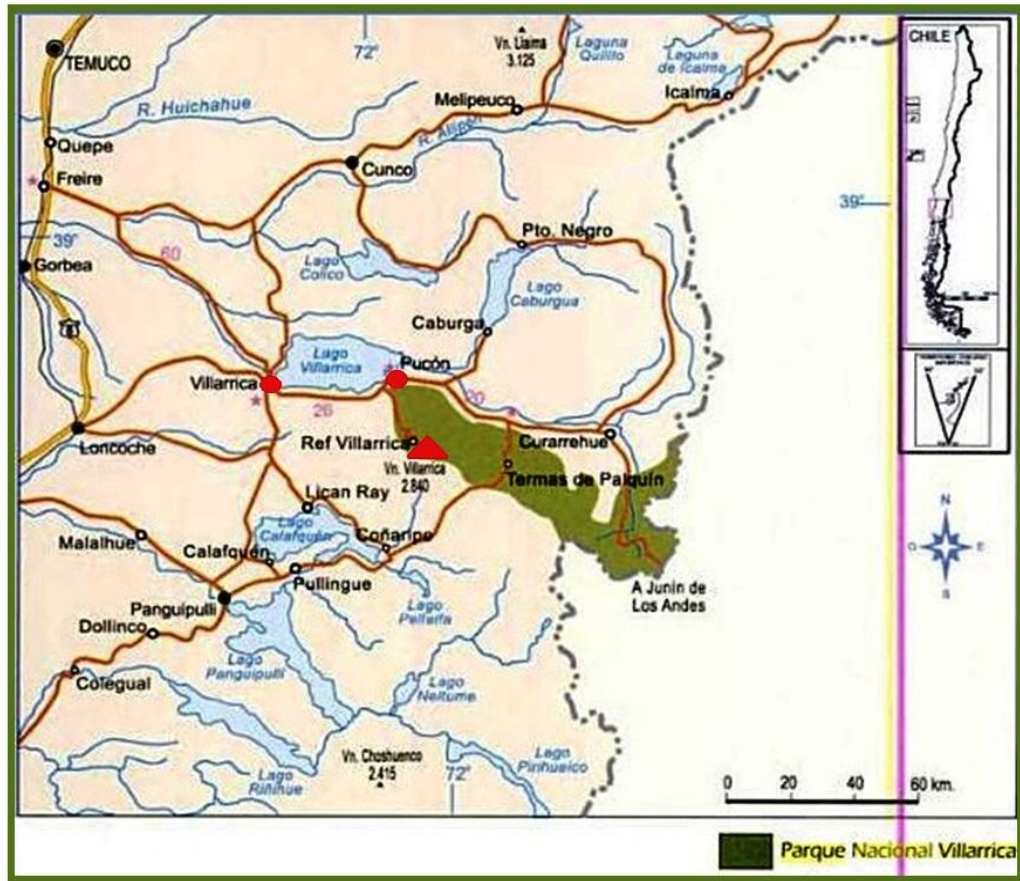 72°
Vn. Llaima
3.125
Laguna
Quillio
Laguna
de Icalma
CHILE
TEMUCO
Melipeuco
Icalma
R. Huichahue
R. Allipén
Quepe
Cunco
Freire
39°
39°
Pto. Negro
60
Gorbea
Lago
Colico
Lago
Caburgua
Caburga
Lago
Villarrica
Pucón
Villarrica
26
20
Loncoche
Ref Villarrica
Curarrehue
Vn. Villarrica
2.840
Termas de Palquín
Lican Ray
Lago
Calafquén
Coñaripe
Malalhue
Calafquén
N
O
E
S
Pullingue
A Junin de
Los Andes
Panguipulli
Lago
Pellaifa
Dollinco
Lago
Panguipulli
Colegual
Lago
Neltume
Vn. Choshuenco
2.415
72°
Lago
Pirihueico
Lago
Riñihue
0 20 40 60 km.
Parque Nacional Villarrica